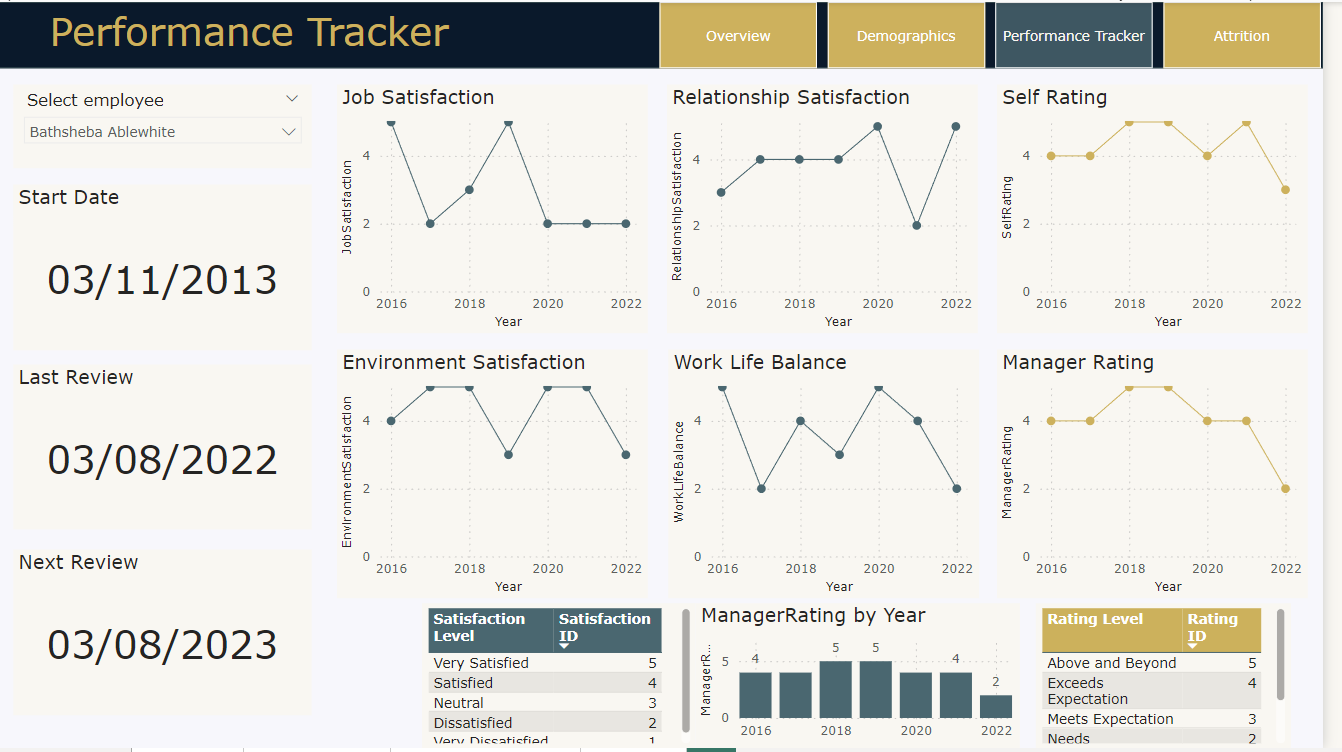 Performance Tracker
Overview
Demographics
Performance Tracker
Attrition
Select employee
Bathsheba Ablewhite
Start Date
03/11/2013
Last Review
03/08/2022
Next Review
03/08/2023
Job Satisfaction
JobSatisfaction
4
2
0
2016 2018 2020 2022
Year
Relationship Satisfaction
RelationshipSatisfaction
4
2
0
2016 2018 2020 2022
Year
Self Rating
SelfRating
4
2
0
2016 2018 2020 2022
Year
Environment Satisfaction
EnvironmentSatisfaction
4
2
0
2016 2018 2020 2022
Year
Work Life Balance
WorkLifeBalance
4
2
0
2016 2018 2020 2022
Year
Manager Rating
ManagerRating
4
2
0
2016 2018 2020 2022
Year
Satisfaction Level Satisfaction ID
Very Satisfied 5
Satisfied 4
Neutral 3
Dissatisfied 2
Very Dissatisfied 1
ManagerRating by Year
ManagerR...
5
0
4 5 5 4 2
2016 2018 2020 2022
Rating Level Rating ID
Above and Beyond 5
Exceeds Expectation 4
Meets Expectation 3
Needs 2